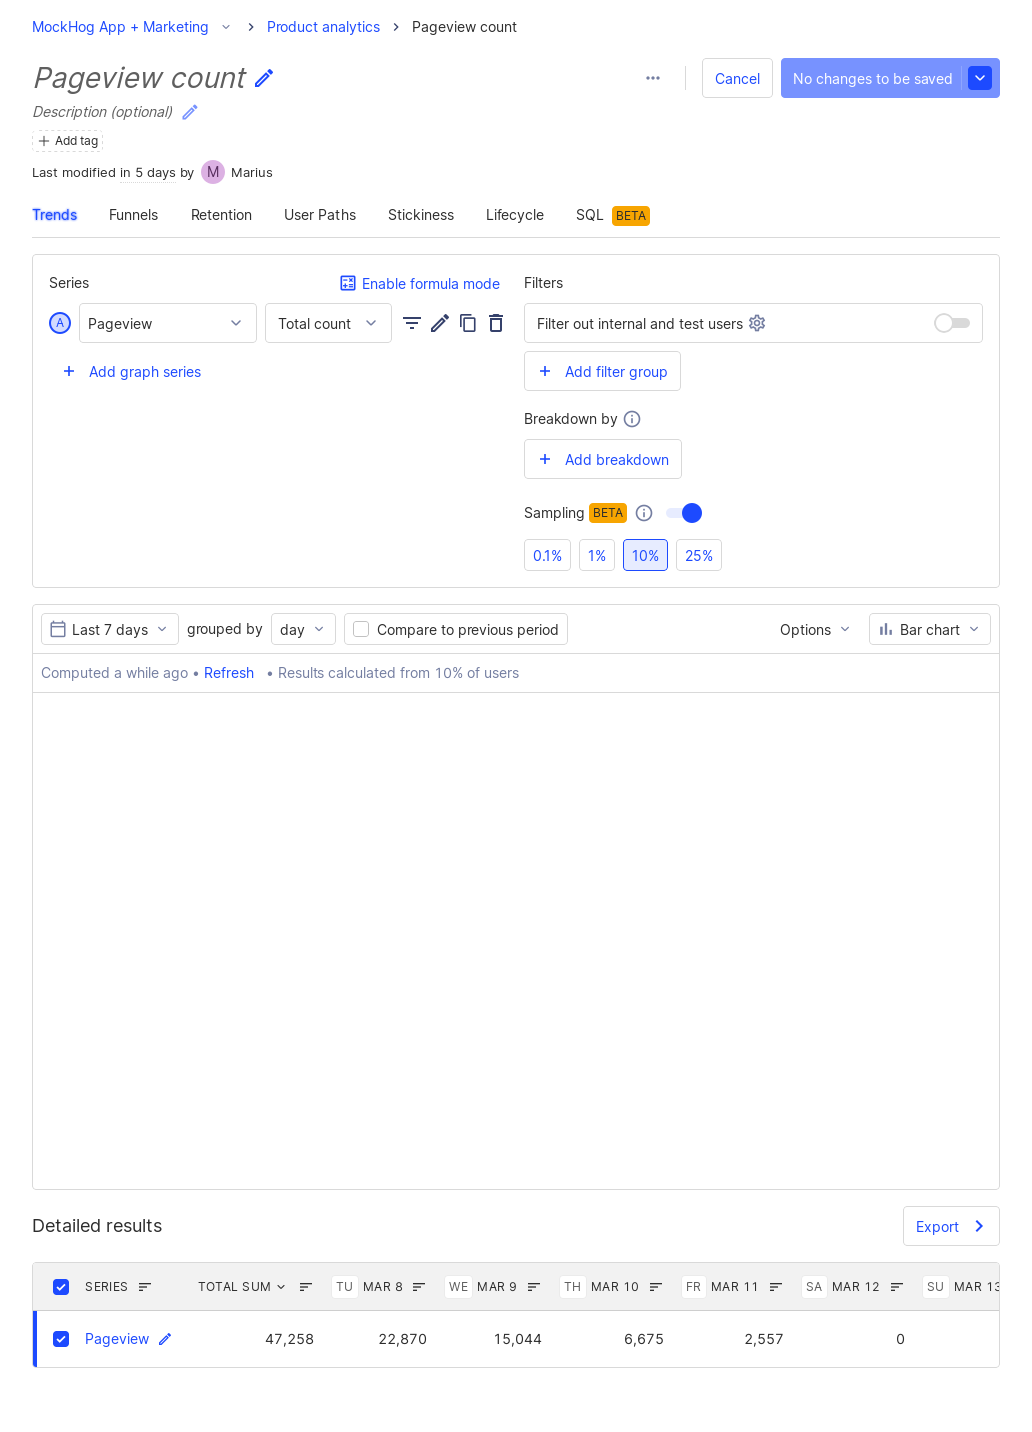 MockHog App + Marketing Product analytics Pageview count
Pageview count
Cancel No changes to be saved
Description (optional)
Add tag
Last modified in 5 days by M Marius
Trends Funnels Retention User Paths Stickiness Lifecycle SQL BETA
Series Enable formula mode
A Pageview Total count
Add graph series
Filters
Filter out internal and test users
Add filter group
Breakdown by
Add breakdown
Sampling BETA
0.1% 1% 10% 25%
Last 7 days grouped by day Compare to previous period Options Bar chart
Computed a while ago • Refresh • Results calculated from 10% of users
Detailed results Export
SERIES TOTAL SUM TU MAR 8 WE MAR 9 TH MAR 10 FR MAR 11 SA MAR 12 SU MAR 13
Pageview 47,258 22,870 15,044 6,675 2,557 0